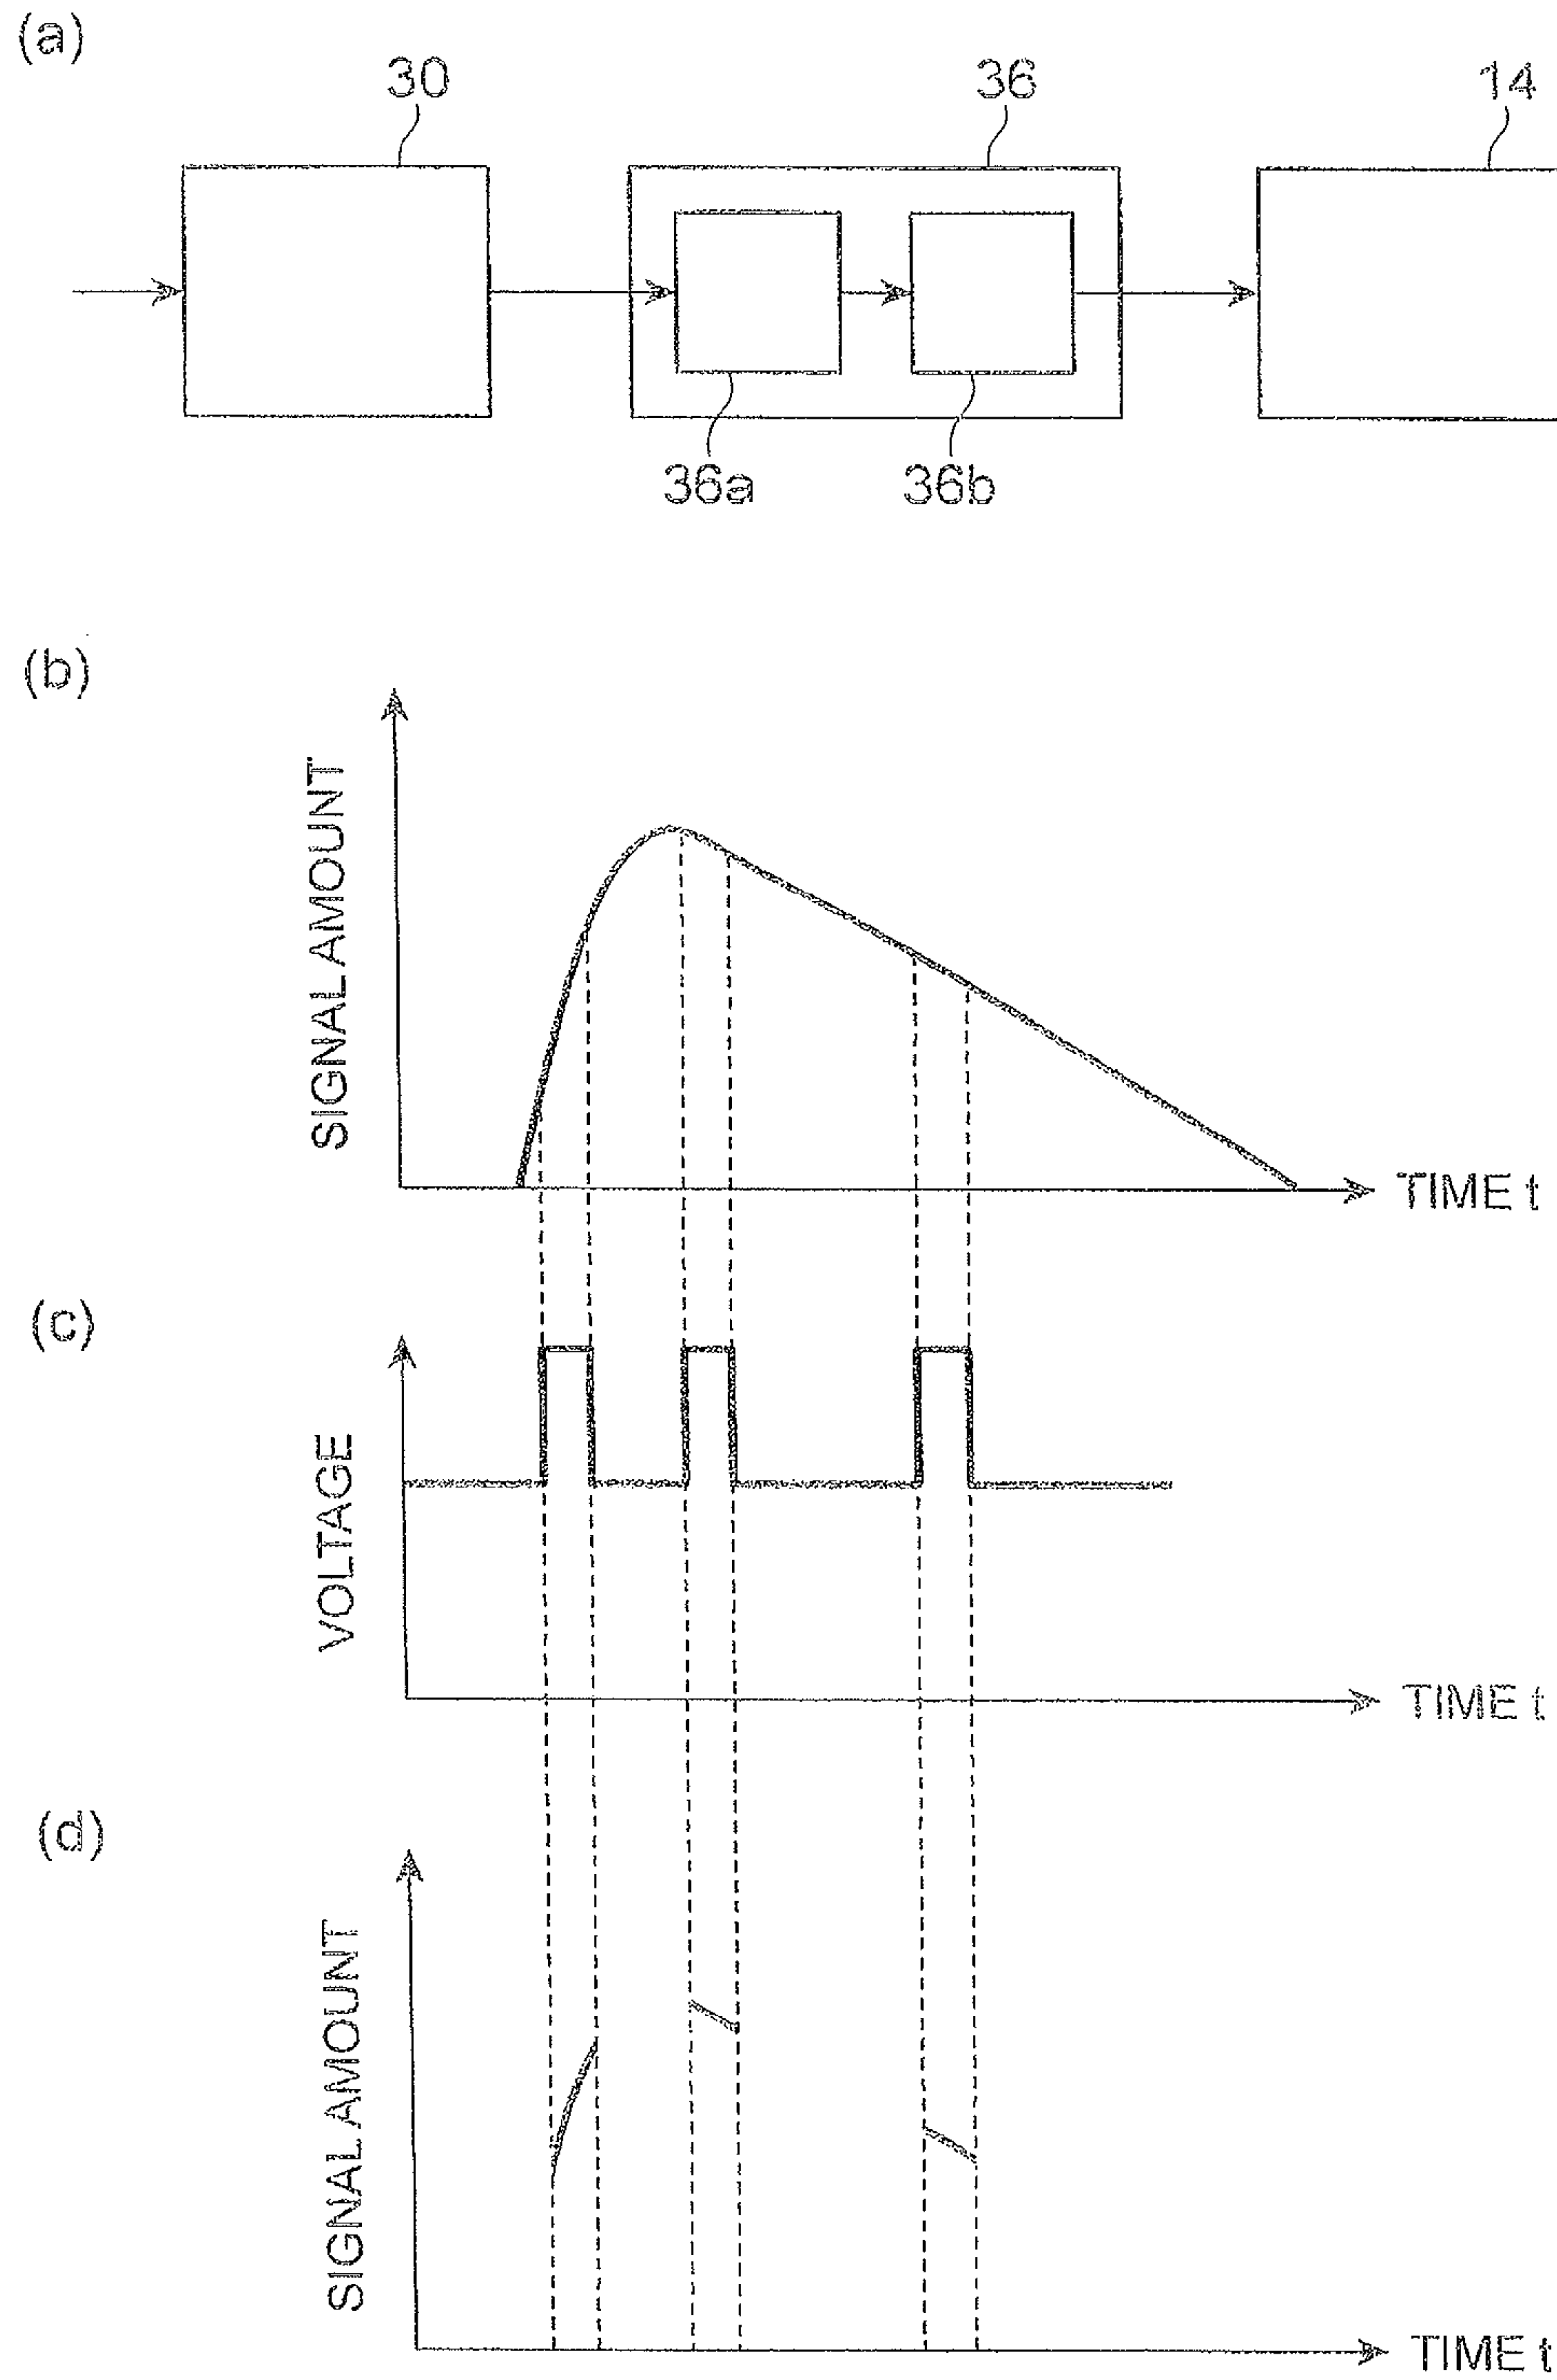 (a)
30
36
14
36a
36b
(b)
SIGNAL AMOUNT
TIME t
(c)
VOLTAGE
TIME t
(d)
SIGNAL AMOUNT
TIME t